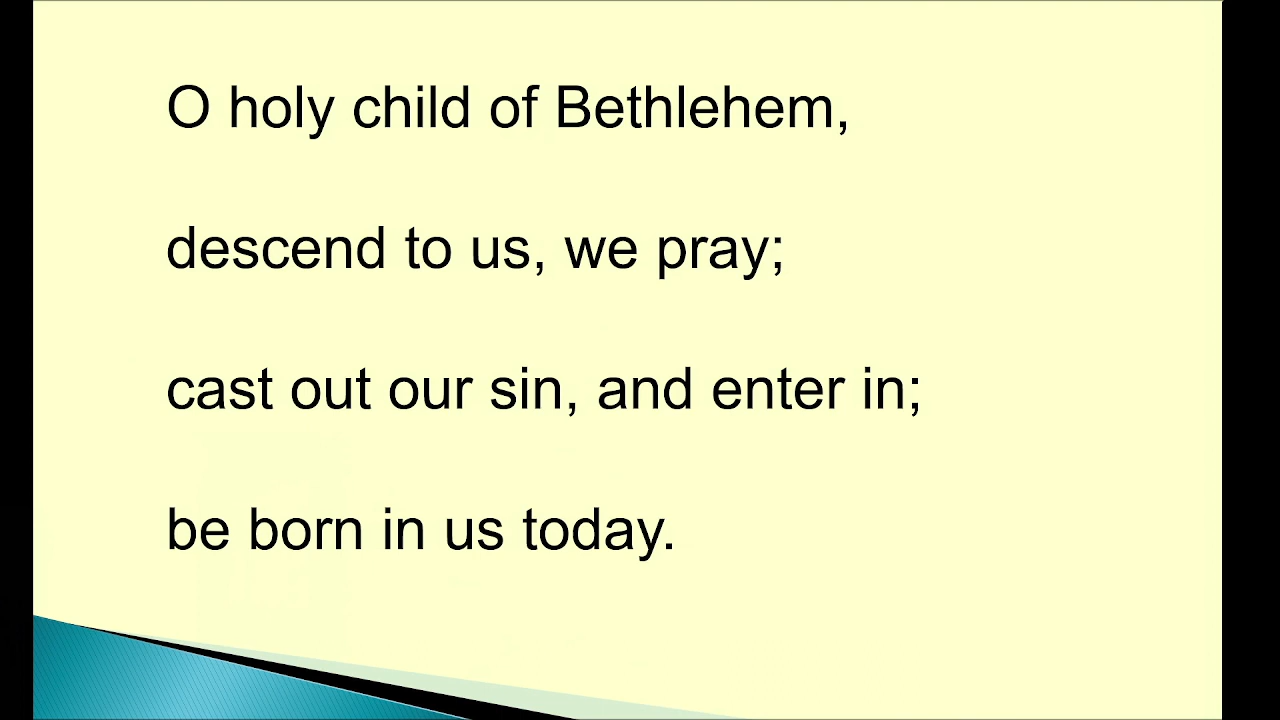 O holy child of Bethlehem,
descend to us, we pray;
cast out our sin, and enter in;
be born in us today.